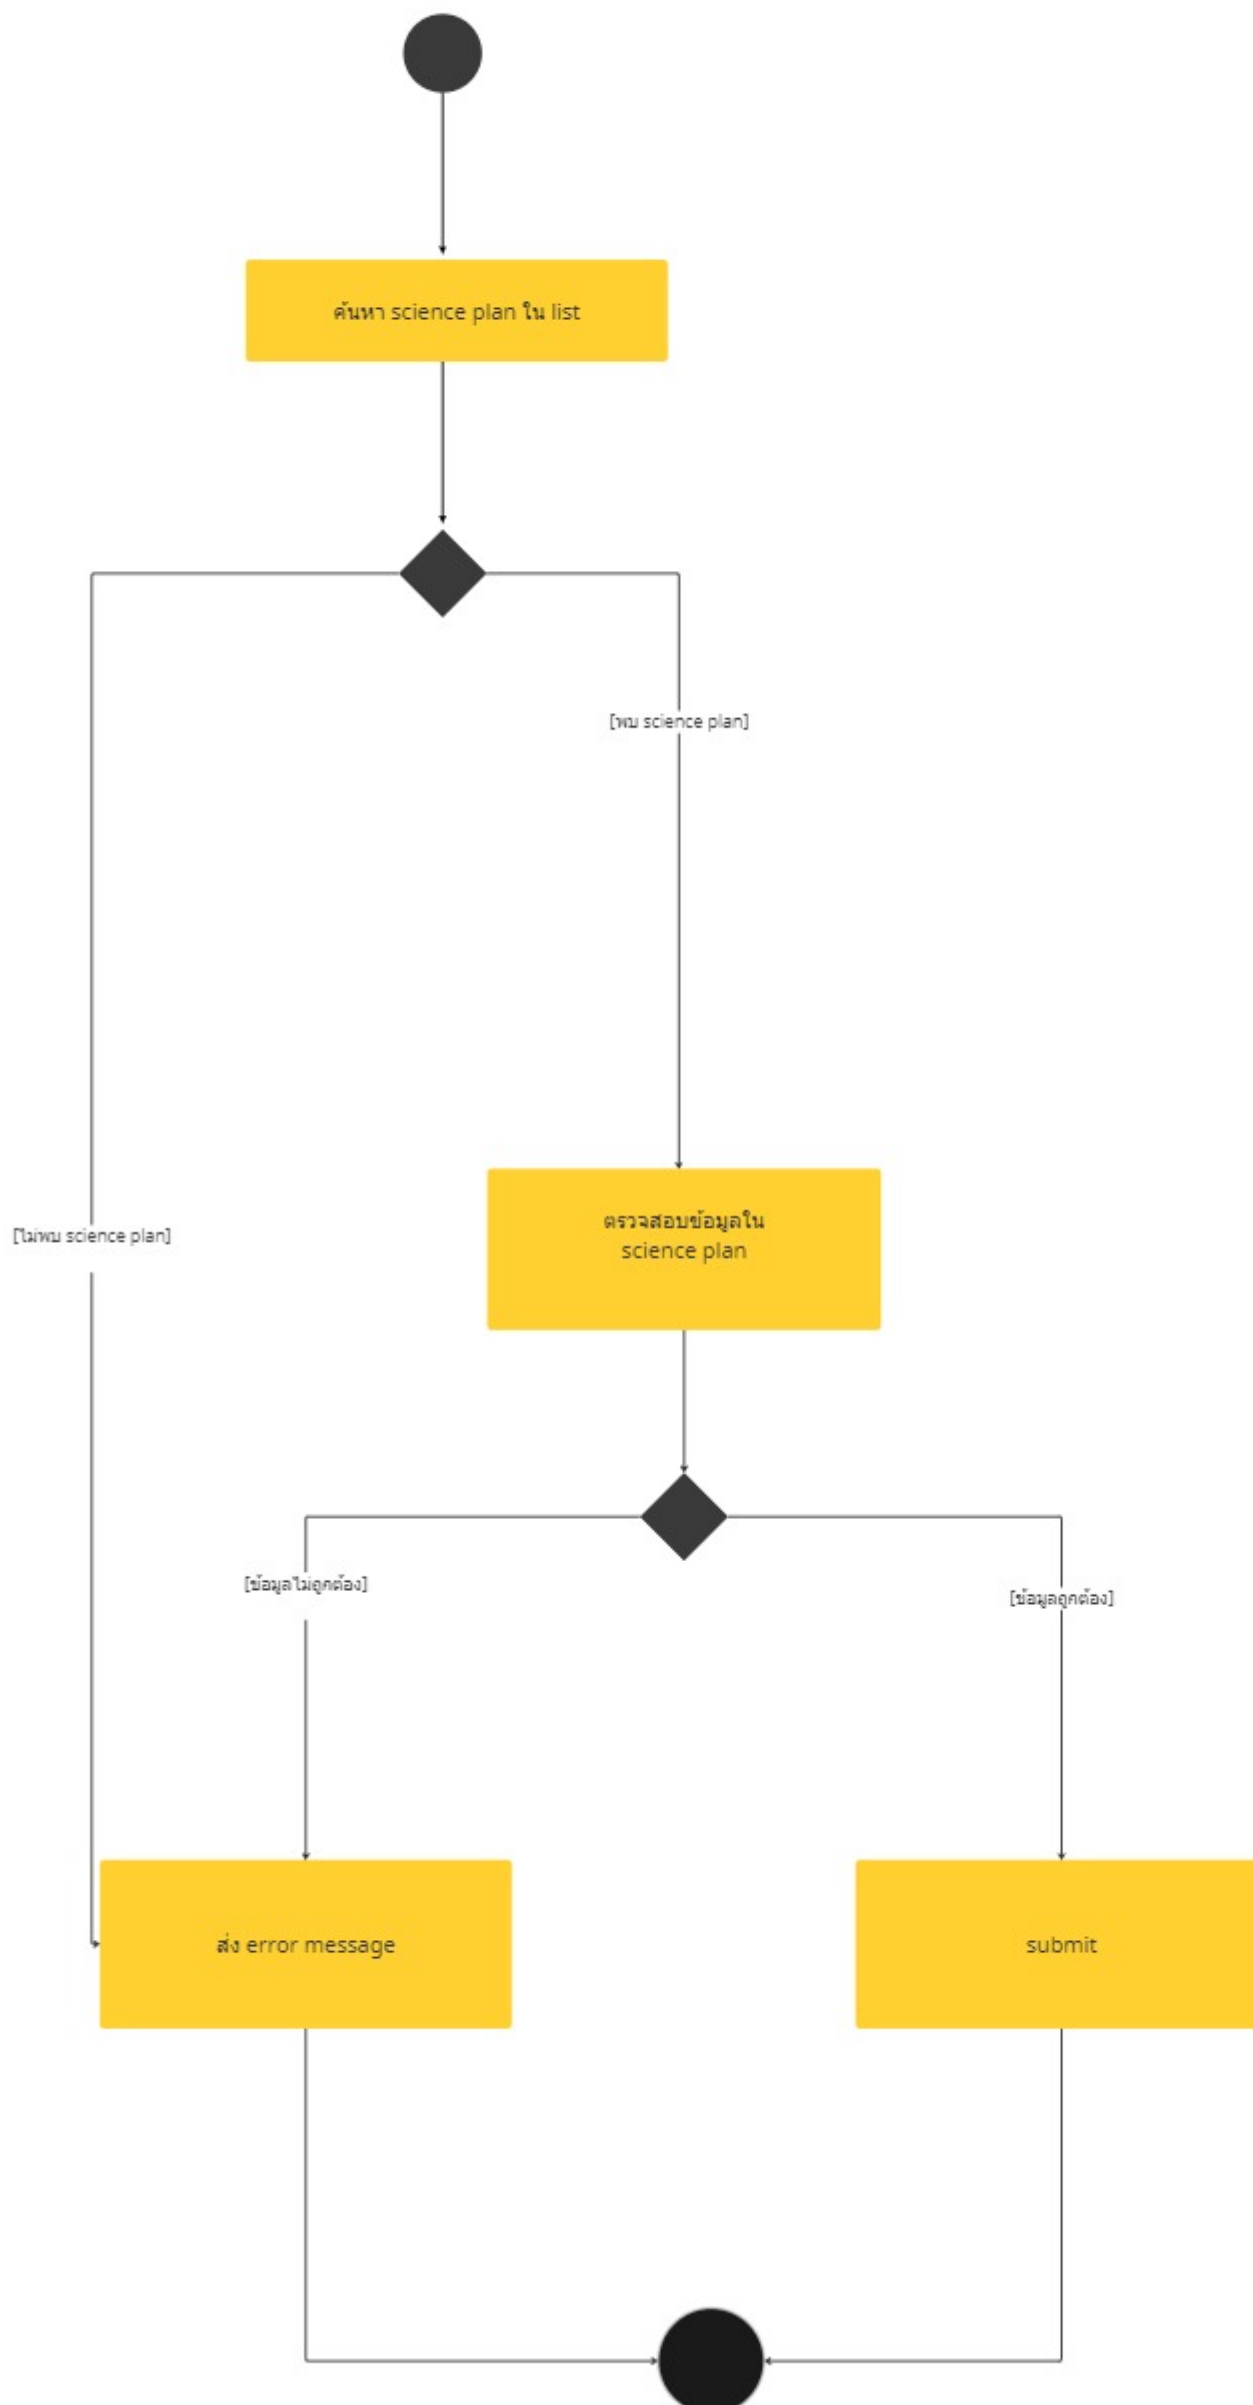 ค้นหา science plan ใน list
[พบ science plan]
[ไม่พบ science plan]
ตรวจสอบข้อมูลใน
science plan
[ข้อมูลไม่ถูกต้อง]
[ข้อมูลถูกต้อง]
ส่ง error message
submit